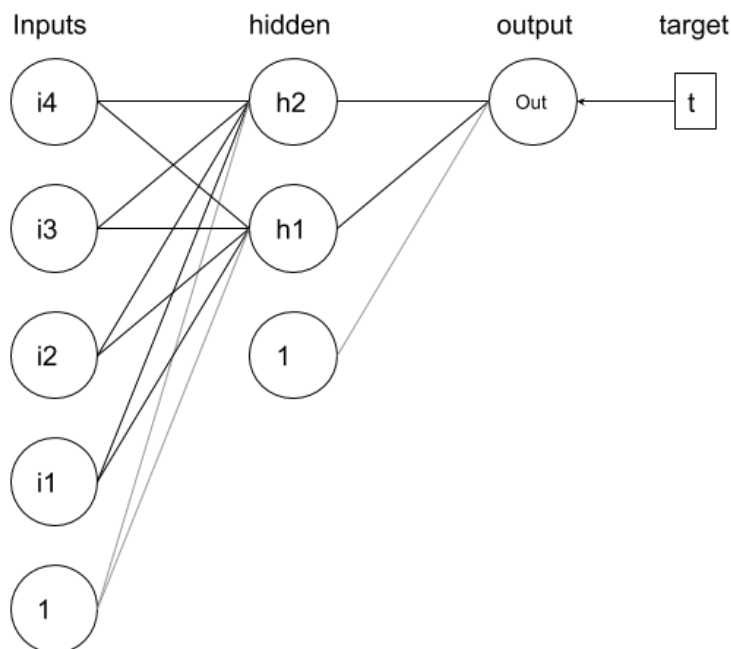 Inputs hidden output target
i4 h2 Out t
i3 h1
i2 1
i1
1